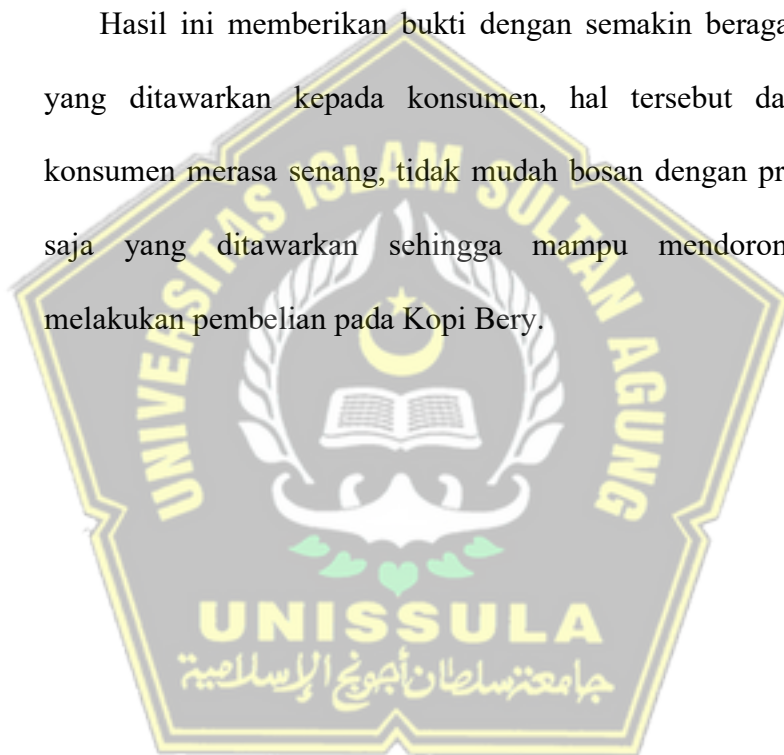 Hasil ini memberikan bukti dengan semakin beraga
yang ditawarkan kepada konsumen, hal tersebut da
konsumen merasa senang, tidak mudah bosan dengan pr
saja yang ditawarkan sehingga mampu mendoron
melakukan pembelian pada Kopi Bery.
UNIVERSITAS ISLAM SULTAN AGUNG
UNISSULA
جامعتنسلطان أجونج الإسلامية